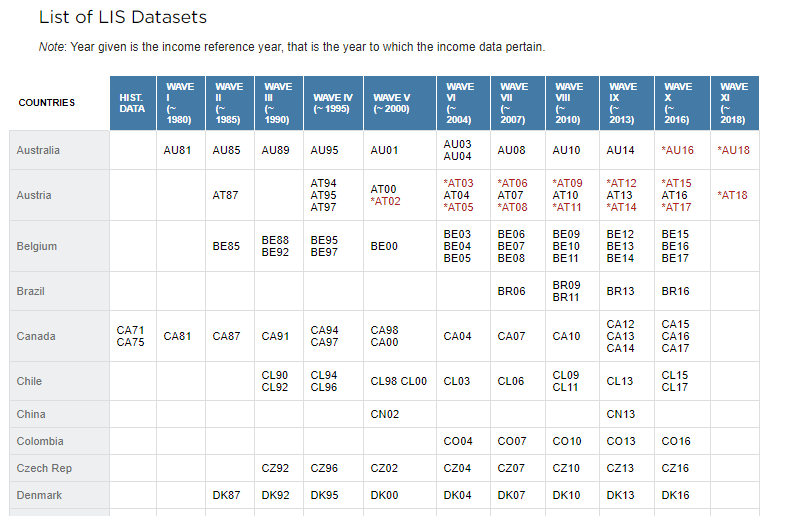 List of LIS Datasets
Note: Year given is the income reference year, that is the year to which the income data pertain.
COUNTRIES HIST. DATA WAVE I (~ 1980) WAVE II (~ 1985) WAVE III (~ 1990) WAVE IV (~ 1995) WAVE V (~ 2000) WAVE VI (~ 2004) WAVE VII (~ 2007) WAVE VIII (~ 2010) WAVE IX (~ 2013) WAVE X (~ 2016) WAVE XI (~ 2018)
Australia AU81 AU85 AU89 AU95 AU01 AU03 AU04 AU08 AU10 AU14 *AU16 *AU18
Austria AT87 AT94 AT95 AT97 AT00 *AT02 *AT03 AT04 *AT05 *AT06 AT07 *AT08 *AT09 AT10 *AT11 *AT12 AT13 *AT14 *AT15 AT16 *AT17 *AT18
Belgium BE85 BE88 BE92 BE95 BE97 BE00 BE03 BE04 BE05 BE06 BE07 BE08 BE09 BE10 BE11 BE12 BE13 BE14 BE15 BE16 BE17
Brazil BR06 BR09 BR11 BR13 BR16
Canada CA71 CA75 CA81 CA87 CA91 CA94 CA97 CA98 CA00 CA04 CA07 CA10 CA12 CA13 CA14 CA15 CA16 CA17
Chile CL90 CL92 CL94 CL96 CL98 CL00 CL03 CL06 CL09 CL11 CL13 CL15 CL17
China CN02 CN13
Colombia CO04 CO07 CO10 CO13 CO16
Czech Rep CZ92 CZ96 CZ02 CZ04 CZ07 CZ10 CZ13 CZ16
Denmark DK87 DK92 DK95 DK00 DK04 DK07 DK10 DK13 DK16